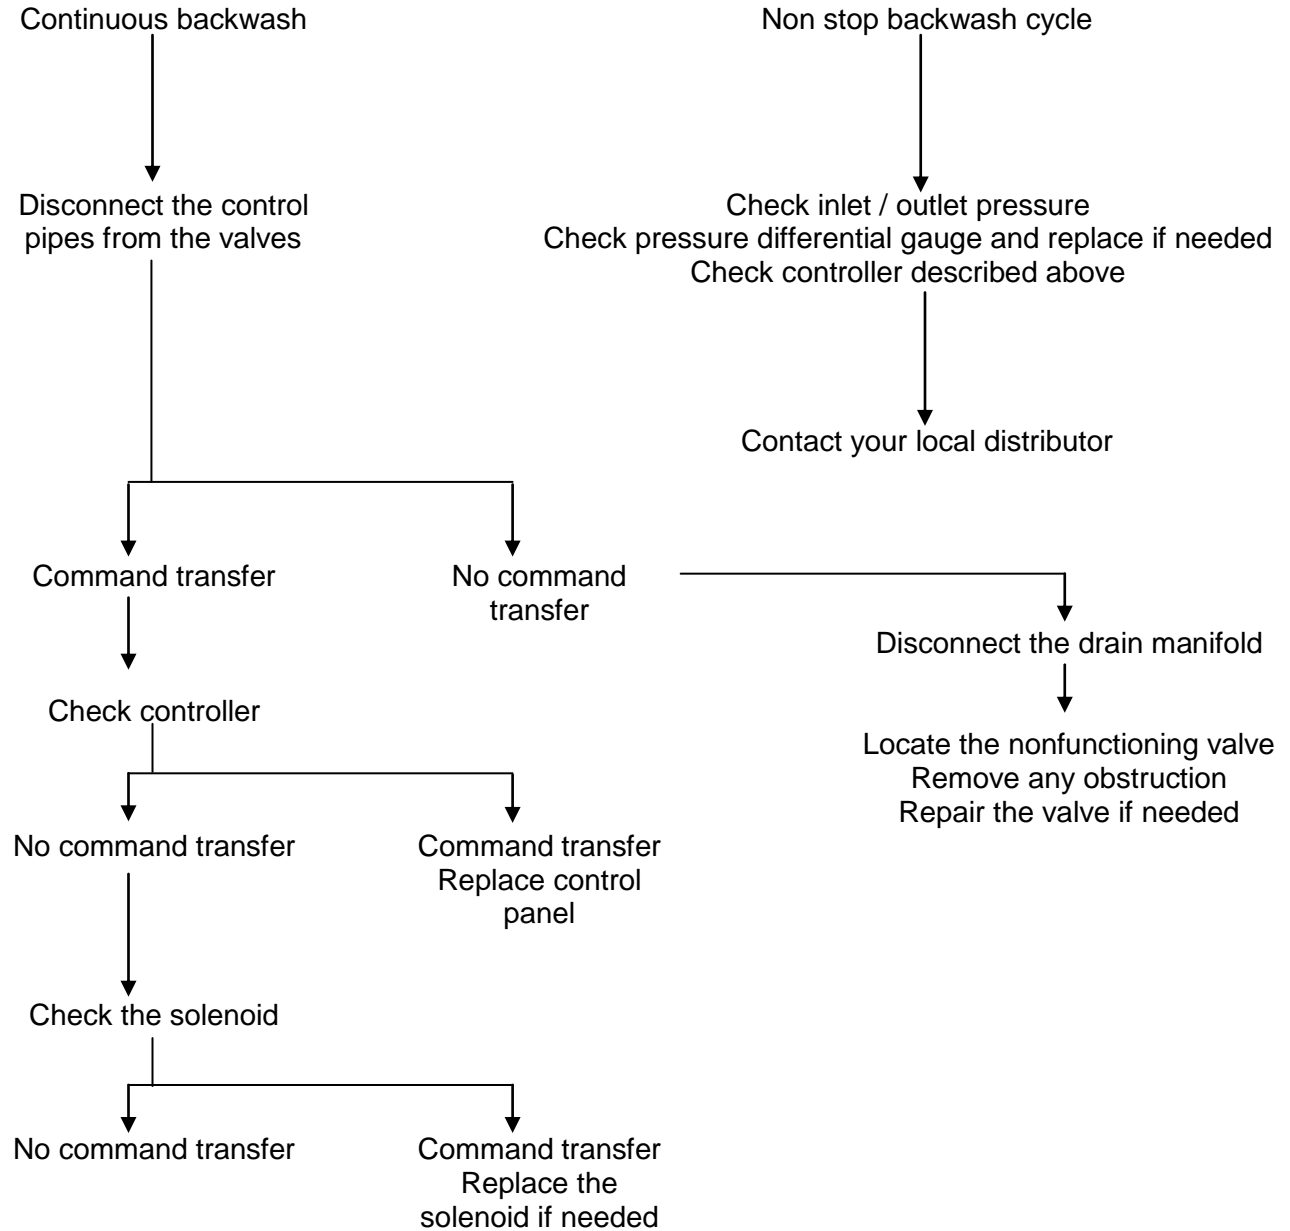 Continuous backwash
Non stop backwash cycle
Disconnect the control
pipes from the valves
Check inlet / outlet pressure
Check pressure differential gauge and replace if needed
Check controller described above
Contact your local distributor
Command transfer
No command
transfer
Disconnect the drain manifold
Check controller
Locate the nonfunctioning valve
Remove any obstruction
Repair the valve if needed
No command transfer
Command transfer
Replace control
panel
Check the solenoid
No command transfer
Command transfer
Replace the
solenoid if needed